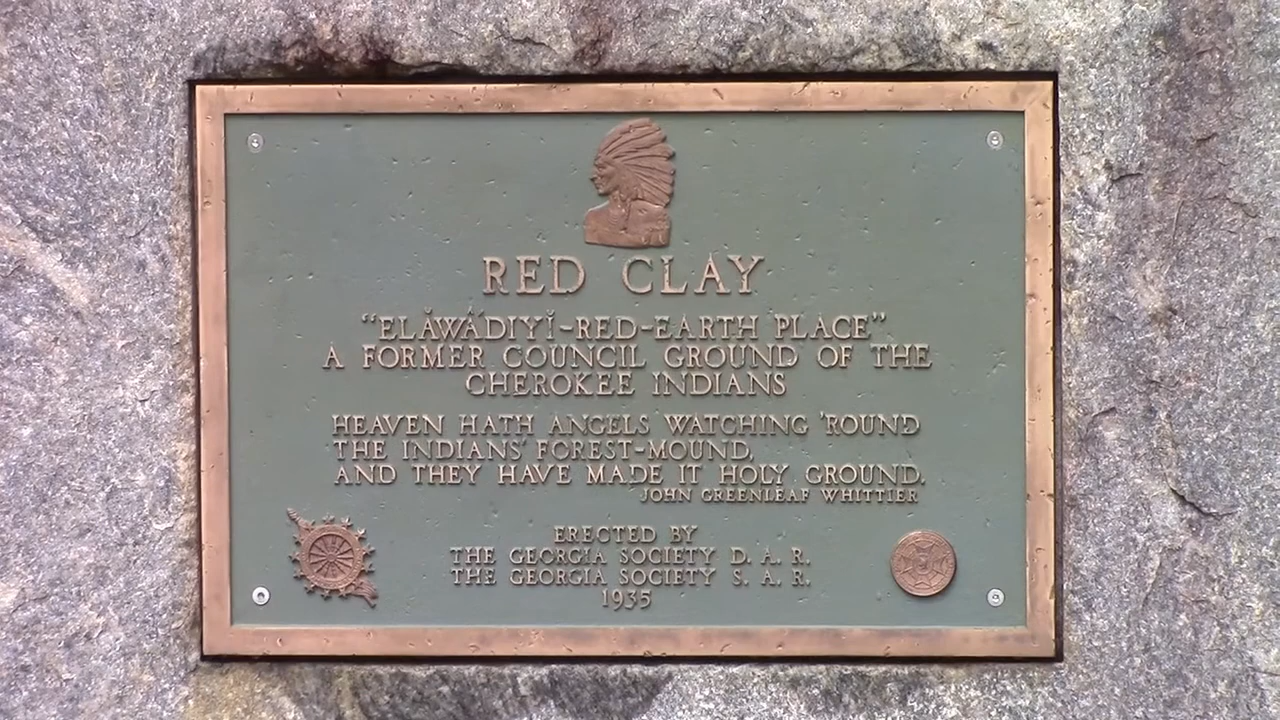 RED CLAY
"ELĂWÁDIYĬ-RED-EARTH PLACE"
A FORMER COUNCIL GROUND OF THE
CHEROKEE INDIANS
HEAVEN HATH ANGELS WATCHING 'ROUND
THE INDIANS' FOREST-MOUND,
AND THEY HAVE MADE IT HOLY GROUND.
JOHN GREENLEAF WHITTIER
ERECTED BY
THE GEORGIA SOCIETY D. A. R.
THE GEORGIA SOCIETY S. A. R.
1935